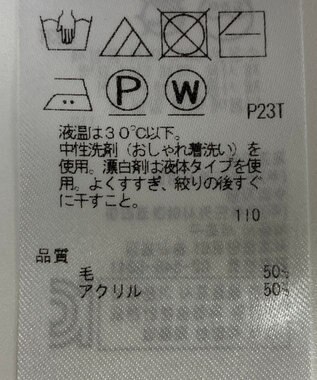 P W
P23T
液温は30℃以下。
中性洗剤(おしゃれ着洗い)を
使用。漂白剤は液体タイプを使
用。よくすすぎ、絞りの後すぐ
に干すこと。
110
品質
毛 50%
アクリル 50%